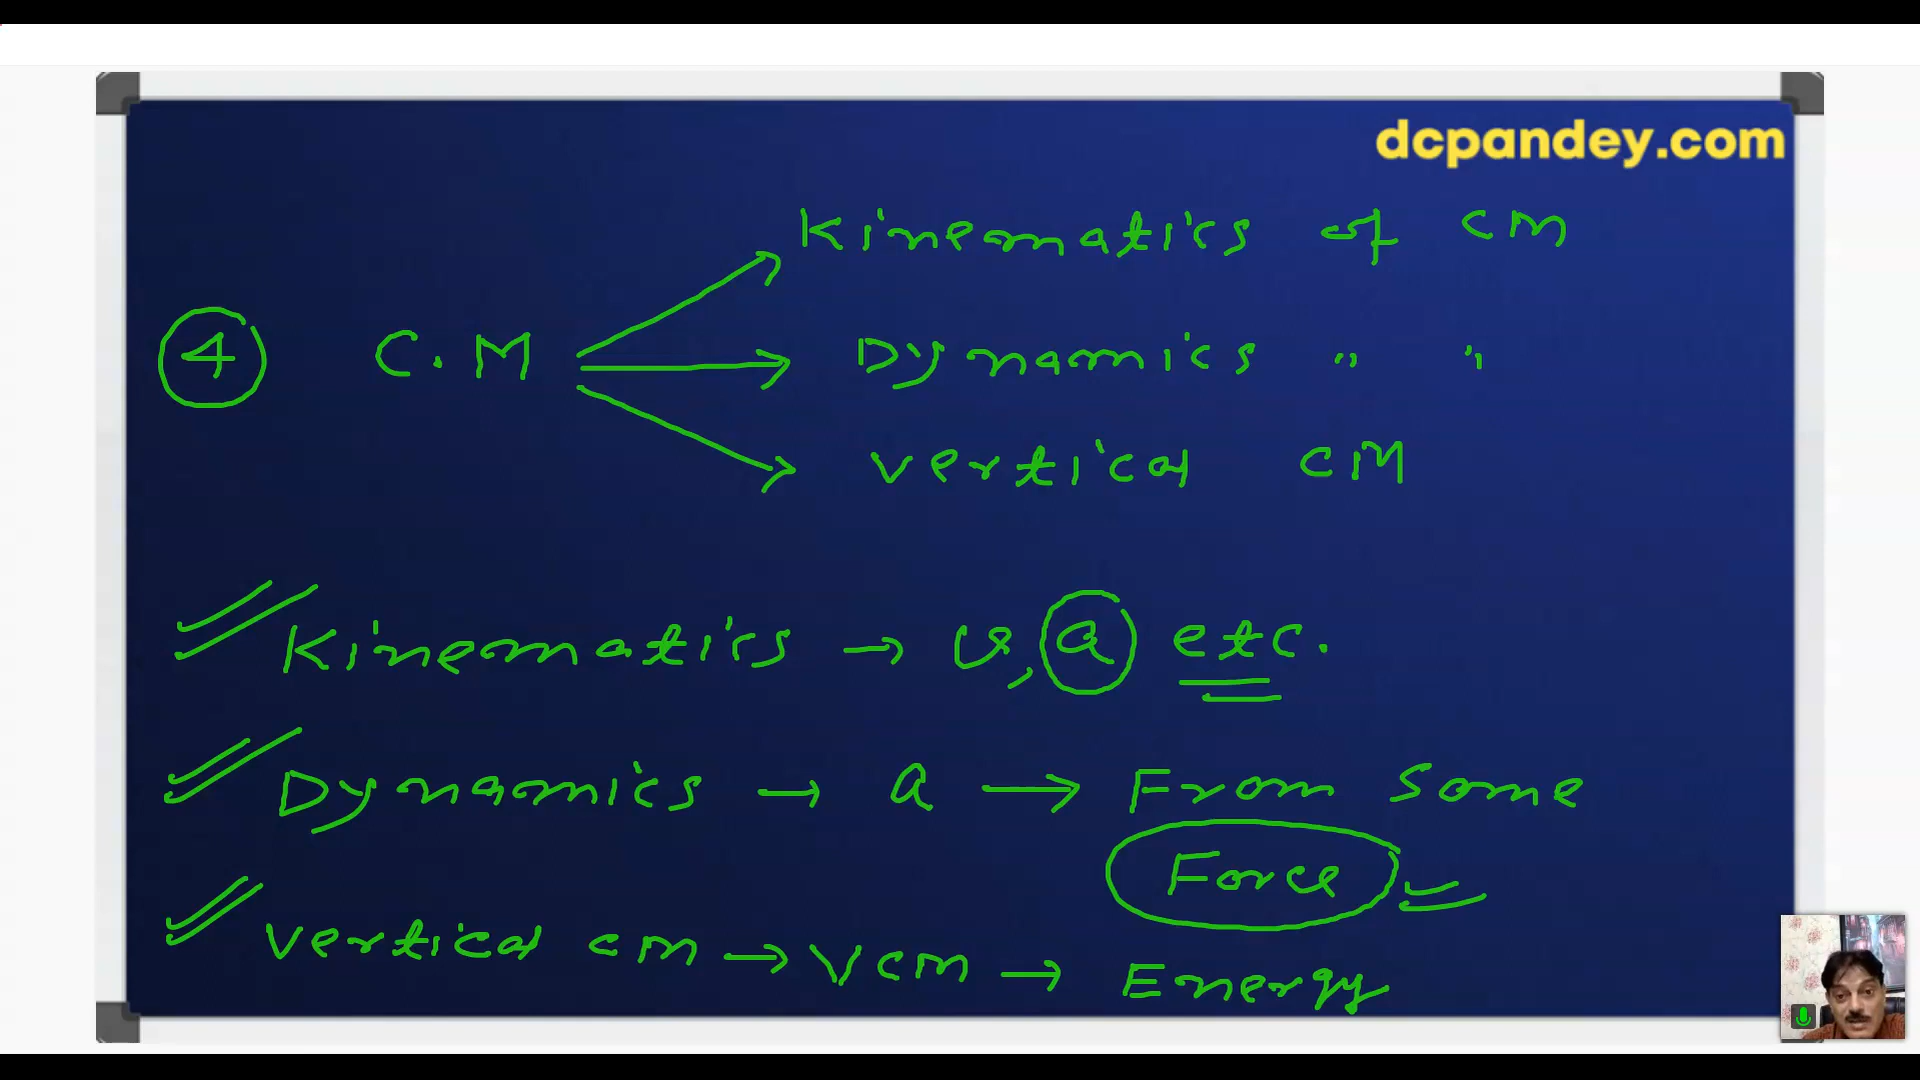 dcpandey.com
Kinematics of CM
④ C.M
Dynamics " "
Vertical CM
Kinematics → v, a etc.
Dynamics → a → From Some
Force
Vertical CM → VCM → Energy